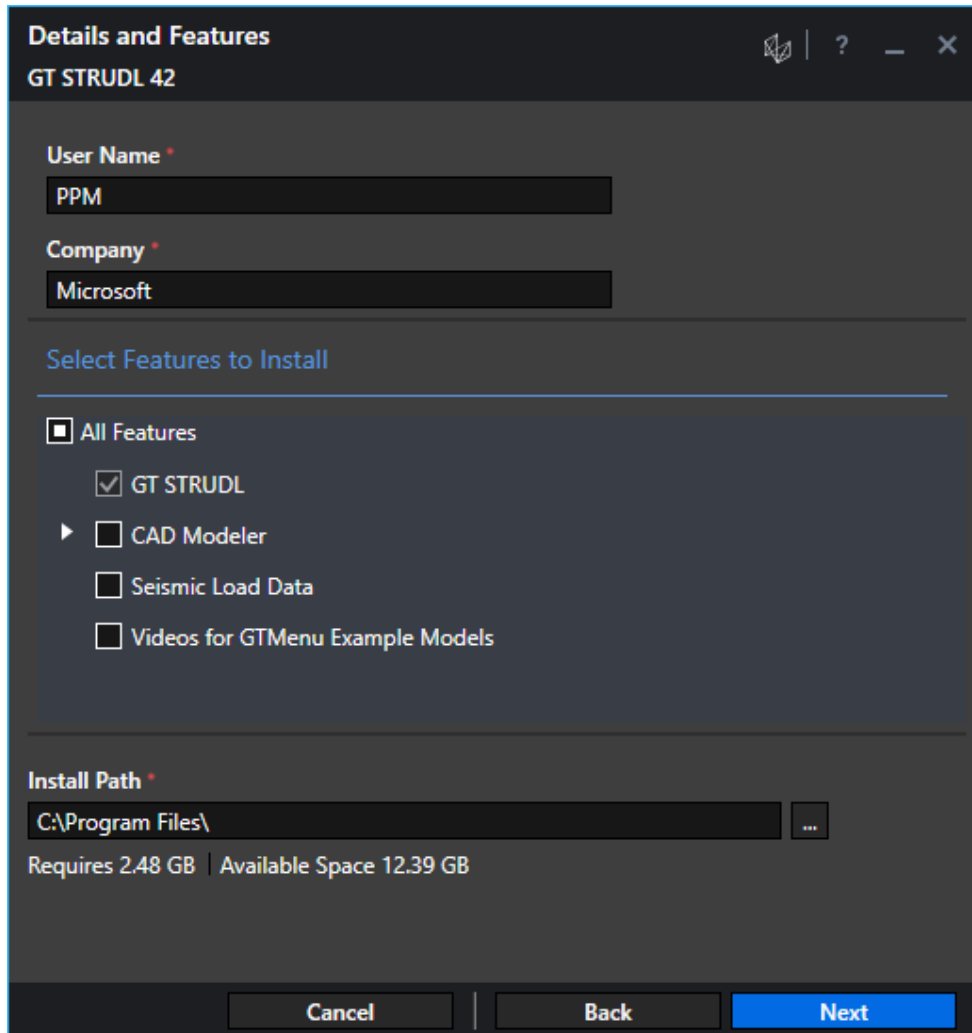 Details and Features
GT STRUDL 42
?
User Name *
PPM
Company *
Microsoft
Select Features to Install
All Features
GT STRUDL
CAD Modeler
Seismic Load Data
Videos for GTMenu Example Models
Install Path *
C:\Program Files\
...
Requires 2.48 GB | Available Space 12.39 GB
Cancel | Back Next